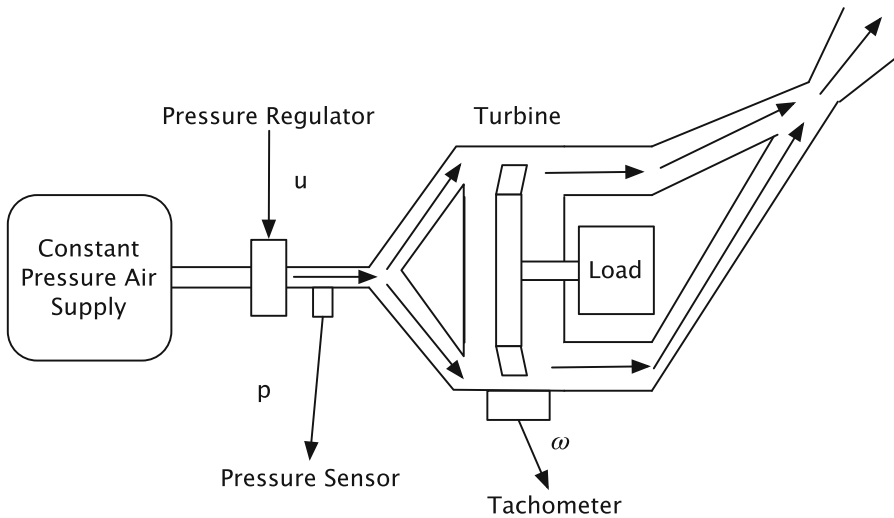 Pressure Regulator
Turbine
u
Constant
Pressure Air
Supply
Load
p
ω
Pressure Sensor
Tachometer